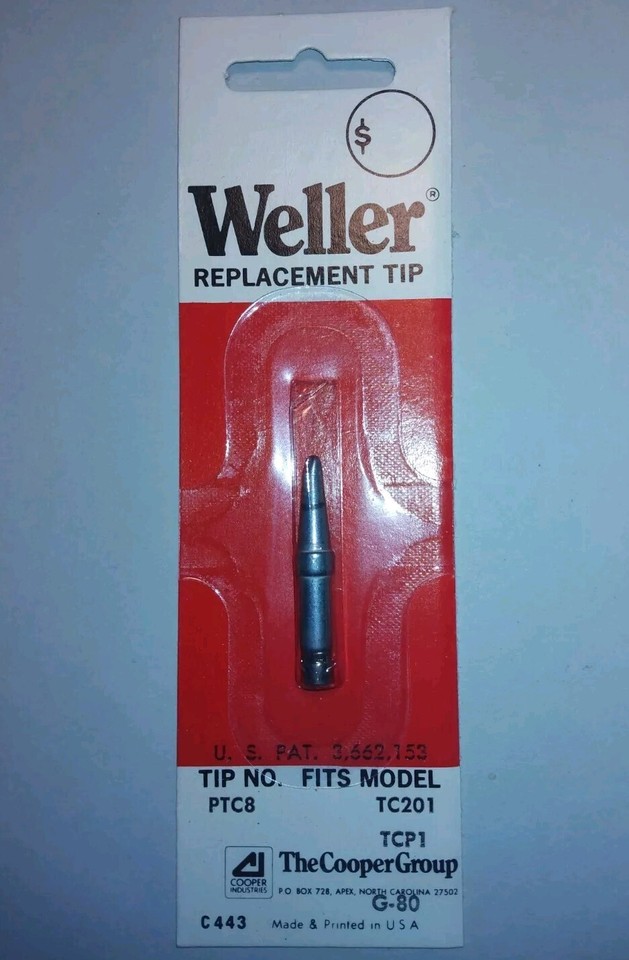 $
Weller®
REPLACEMENT TIP
U. S. PAT. 3,662,153
TIP NO. FITS MODEL
PTC8 TC201
TCP1
COOPER
INDUSTRIES
TheCooperGroup
P.O. BOX 728, APEX, NORTH CAROLINA 27502
G-80
C443 Made & Printed in USA